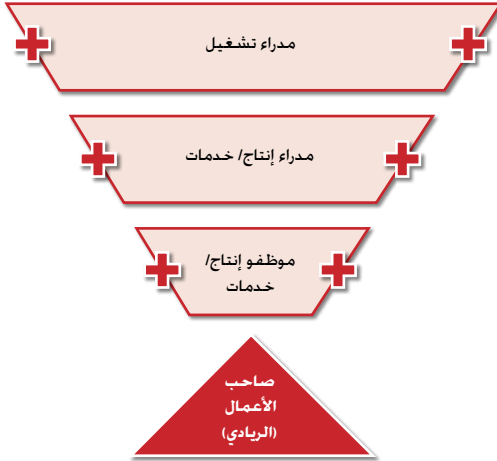 مدراء تشغيل
مدراء إنتاج/ خدمات
موظفو إنتاج/
خدمات
صاحب
الأعمال
(الريادي)